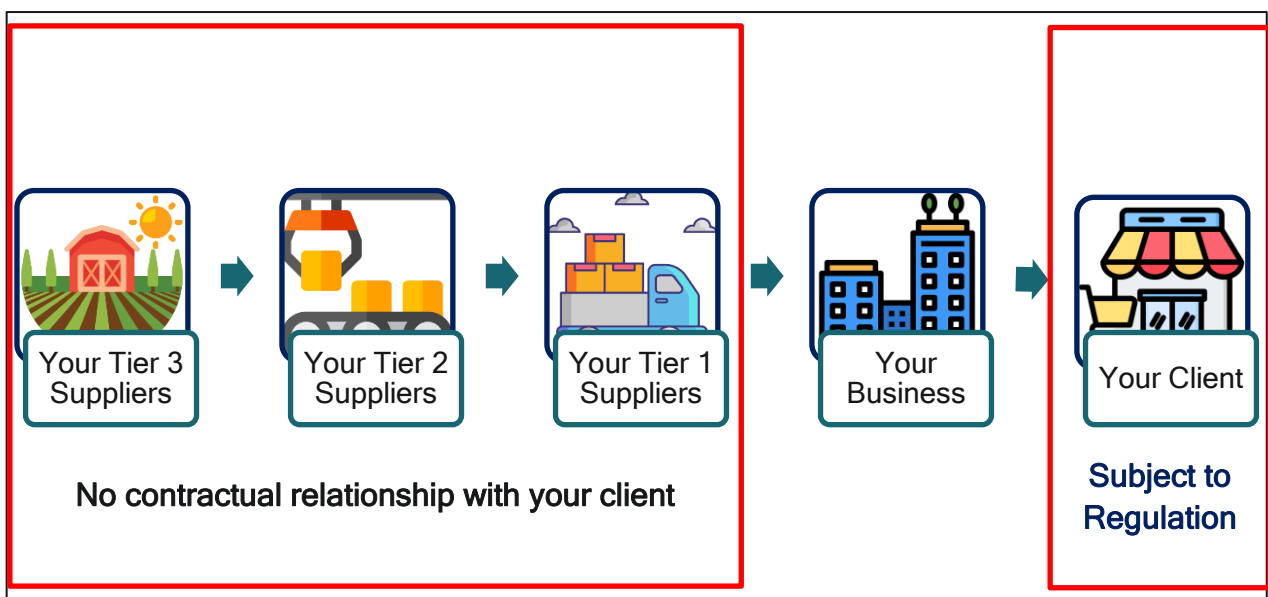 Your Tier 3
Suppliers
Your Tier 2
Suppliers
Your Tier 1
Suppliers
Your
Business
Your Client
No contractual relationship with your client
Subject to
Regulation